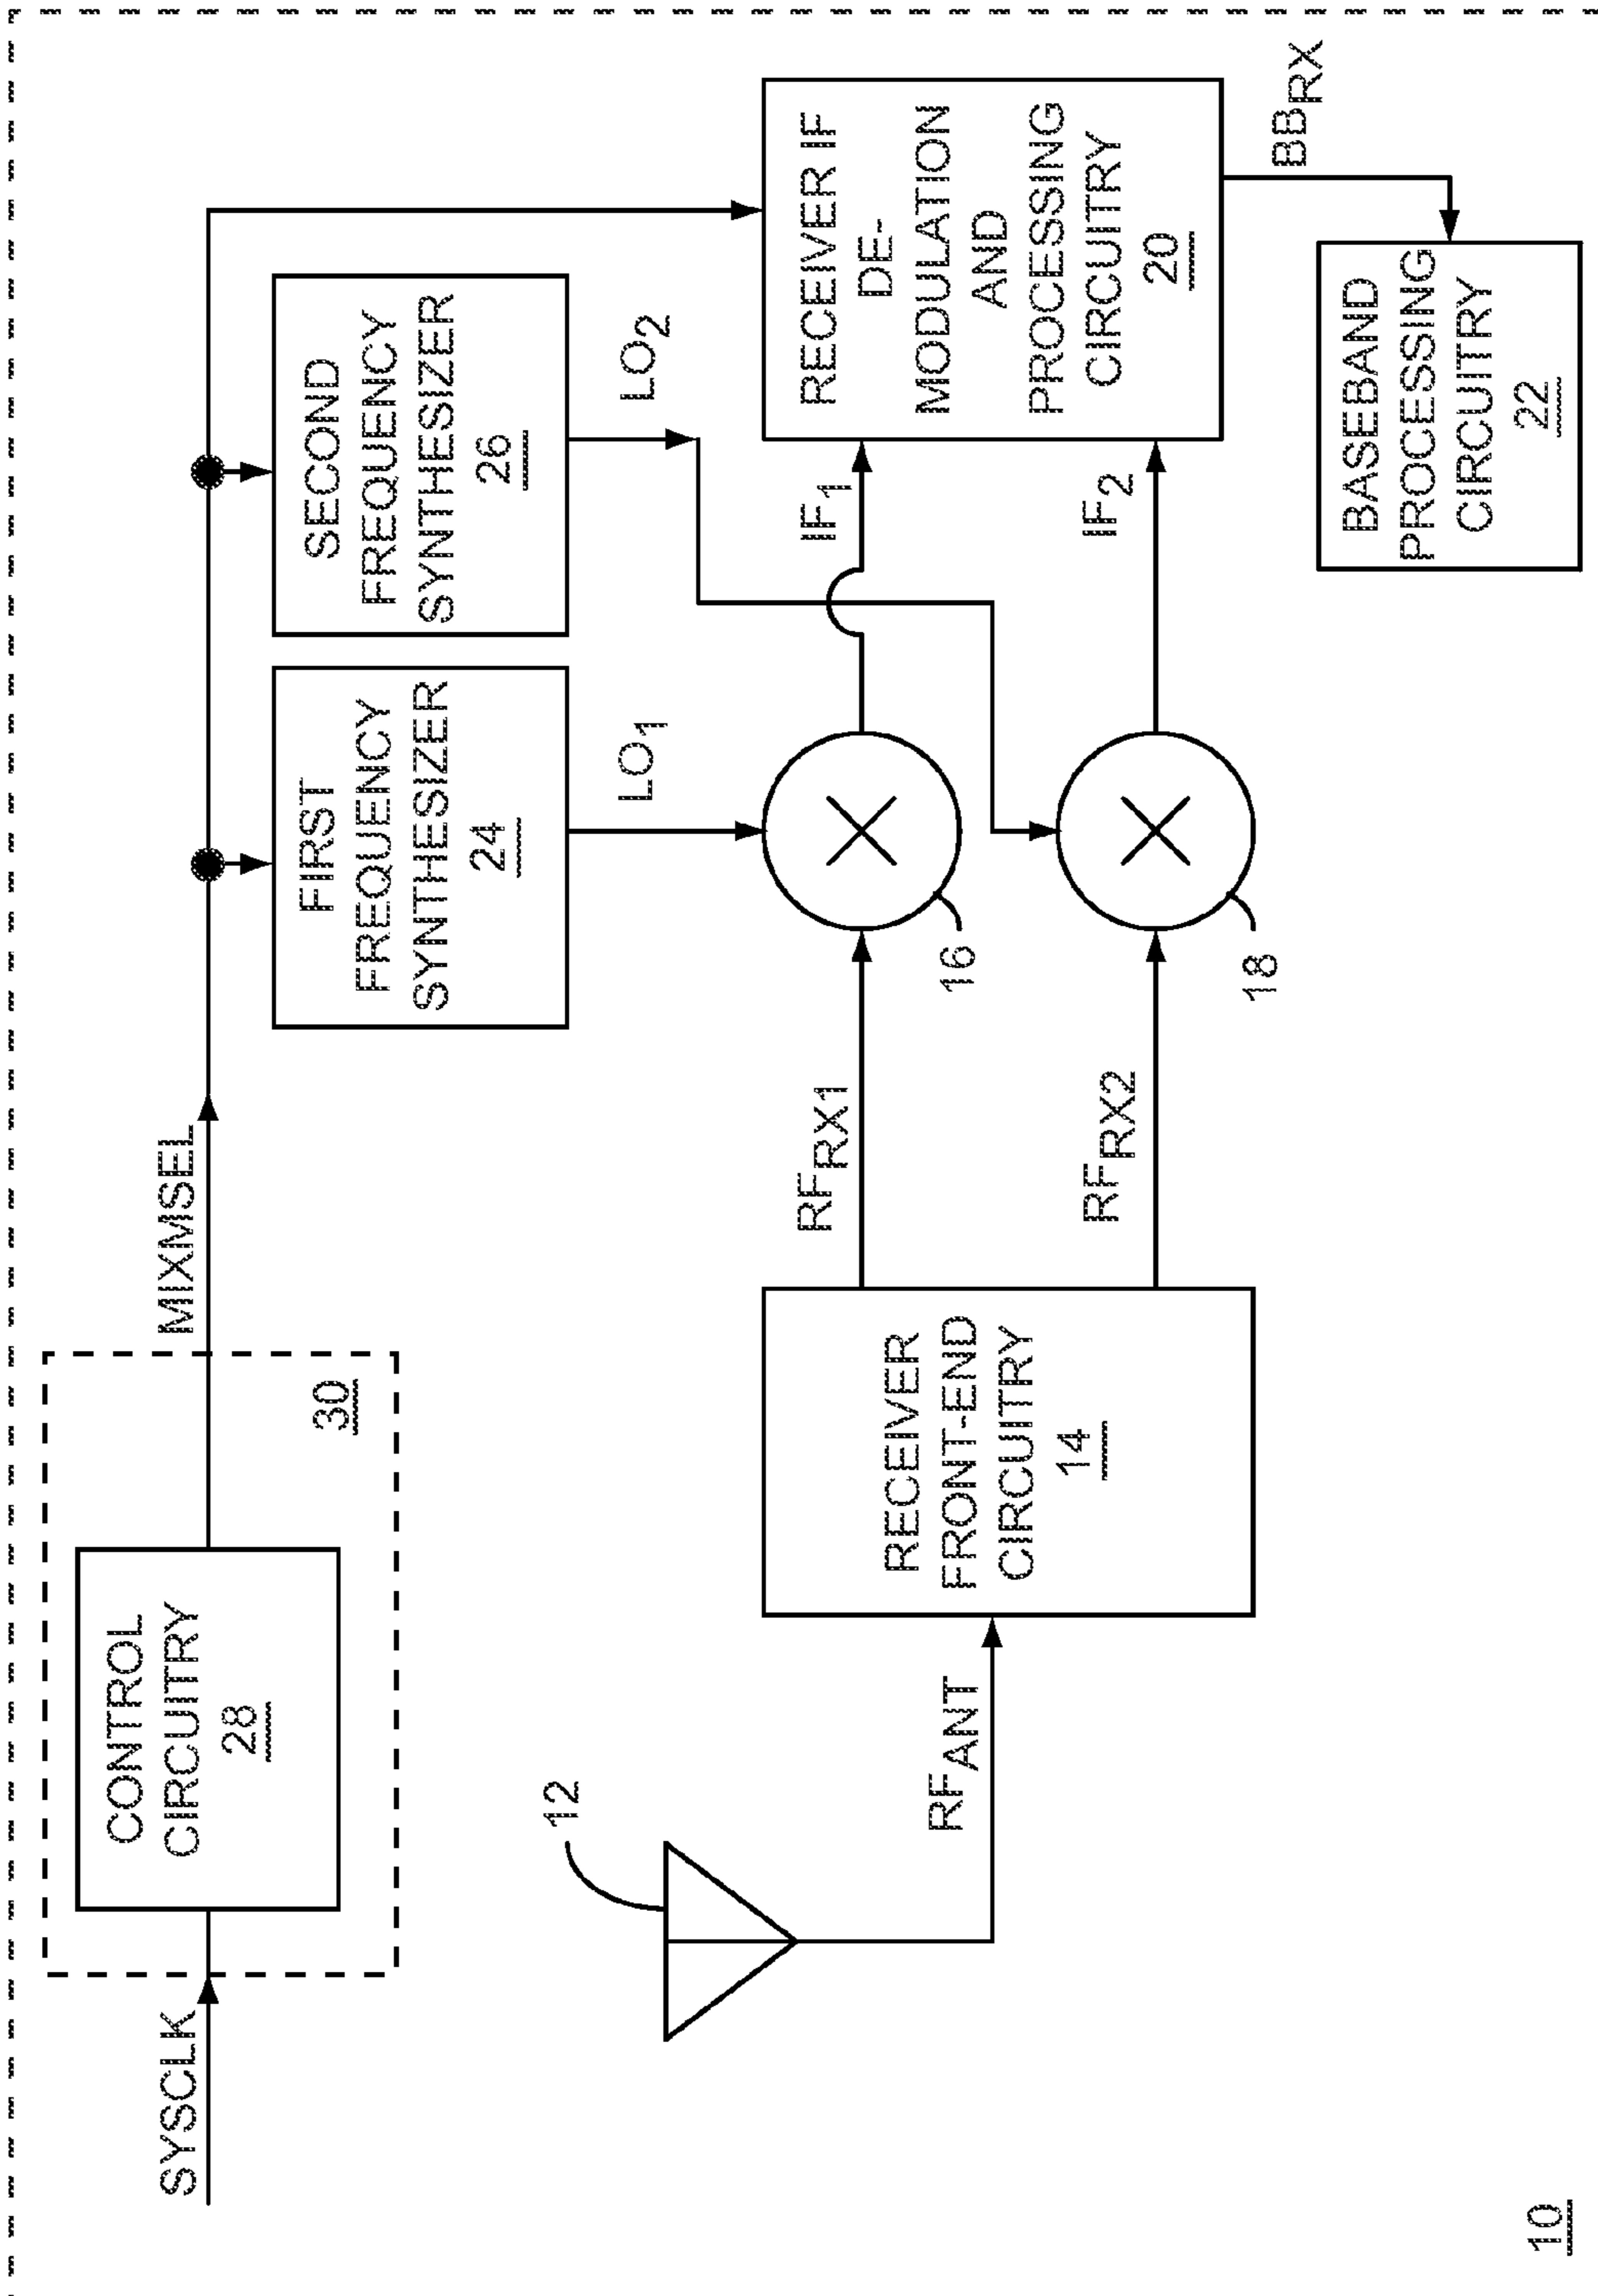 SYSCLK
CONTROL
CIRCUITRY
28
30
MIXMSEL
FIRST
FREQUENCY
SYNTHESIZER
24
SECOND
FREQUENCY
SYNTHESIZER
26
LO1
LO2
12
RFANT
RECEIVER
FRONT-END
CIRCUITRY
14
RFRX1
RFRX2
16
18
IF1
IF2
RECEIVER IF
DE-
MODULATION
AND
PROCESSING
CIRCUITRY
20
BBRX
BASEBAND
PROCESSING
CIRCUITRY
22
10